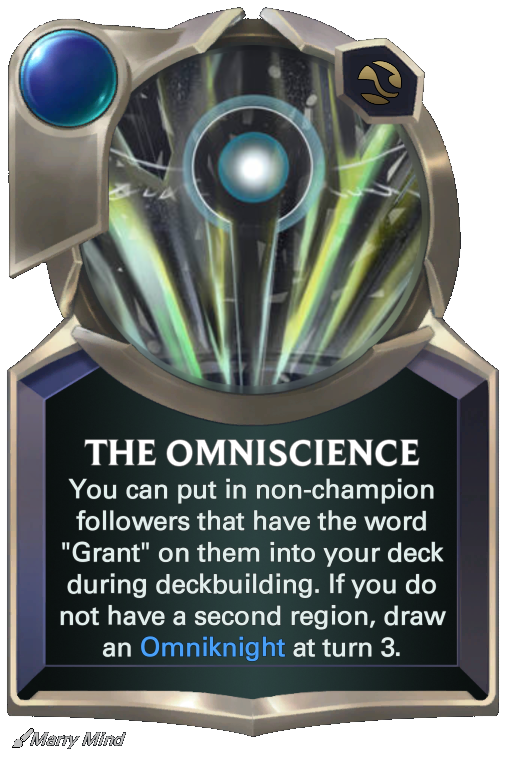 THE OMNISCIENCE
You can put in non-champion
followers that have the word
"Grant" on them into your deck
during deckbuilding. If you do
not have a second region, draw
an Omniknight at turn 3.
Marry Mind